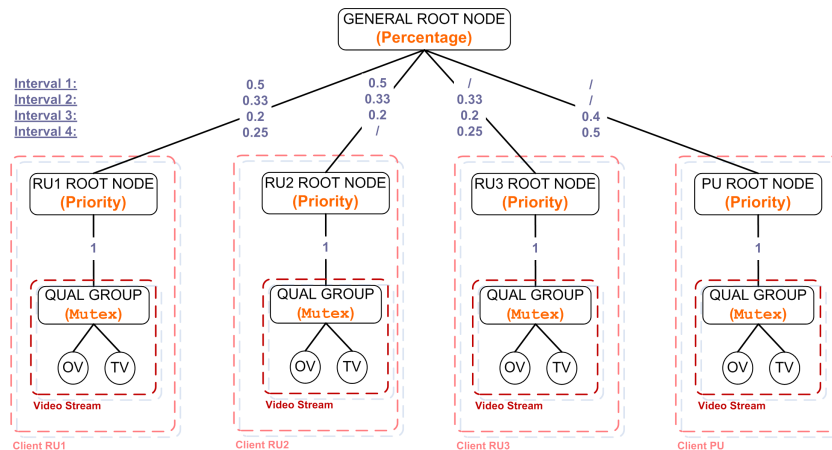 GENERAL ROOT NODE
(Percentage)
Interval 1: 0.5 0.5 / /
Interval 2: 0.33 0.33 0.33 /
Interval 3: 0.2 0.2 0.2 0.4
Interval 4: 0.25 / 0.25 0.5
RU1 ROOT NODE
(Priority)
RU2 ROOT NODE
(Priority)
RU3 ROOT NODE
(Priority)
PU ROOT NODE
(Priority)
1 1 1 1
QUAL GROUP
(Mutex)
QUAL GROUP
(Mutex)
QUAL GROUP
(Mutex)
QUAL GROUP
(Mutex)
OV TV OV TV OV TV OV TV
Video Stream Video Stream Video Stream Video Stream
Client RU1 Client RU2 Client RU3 Client PU